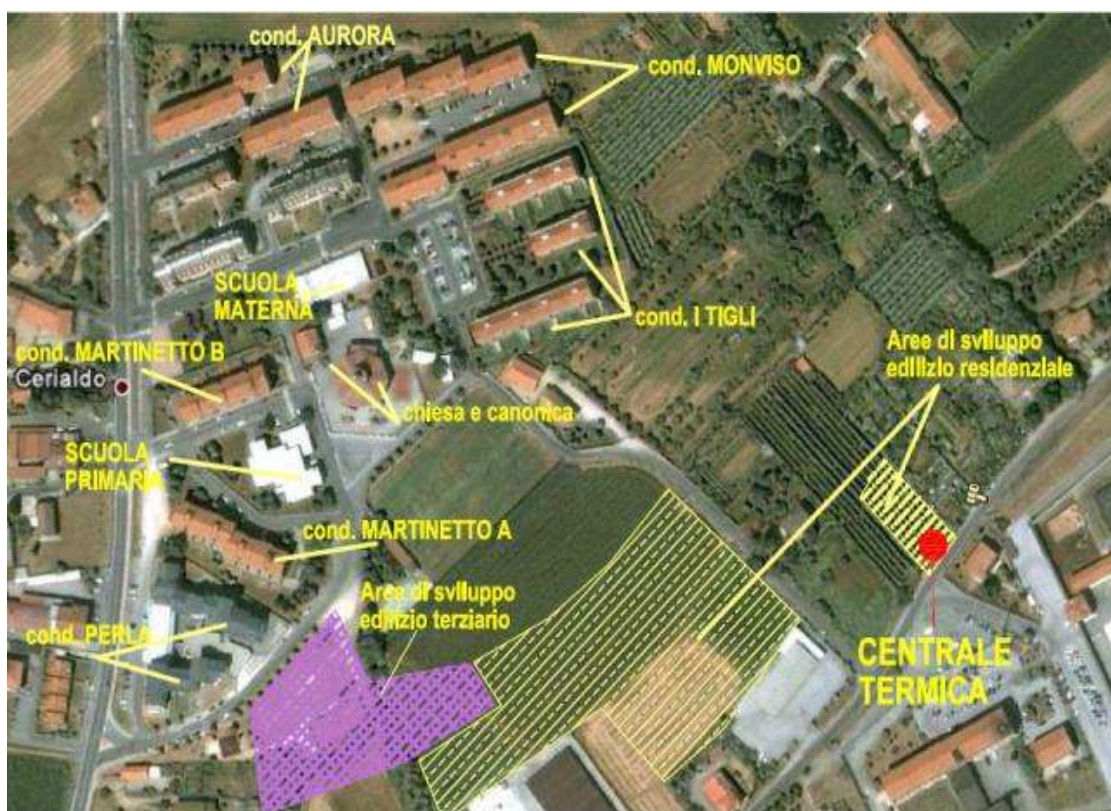 cond. AURORA
cond. MONVISO
SCUOLA
MATERNA
cond. I TIGLI
Aree di sviluppo
edilizio residenziale
cond. MARTINETTO B
Cerialdo
chiesa e canonica
SCUOLA
PRIMARIA
cond. MARTINETTO A
Aree di sviluppo
edilizio terziario
cond. PERLA
CENTRALE
TERMICA